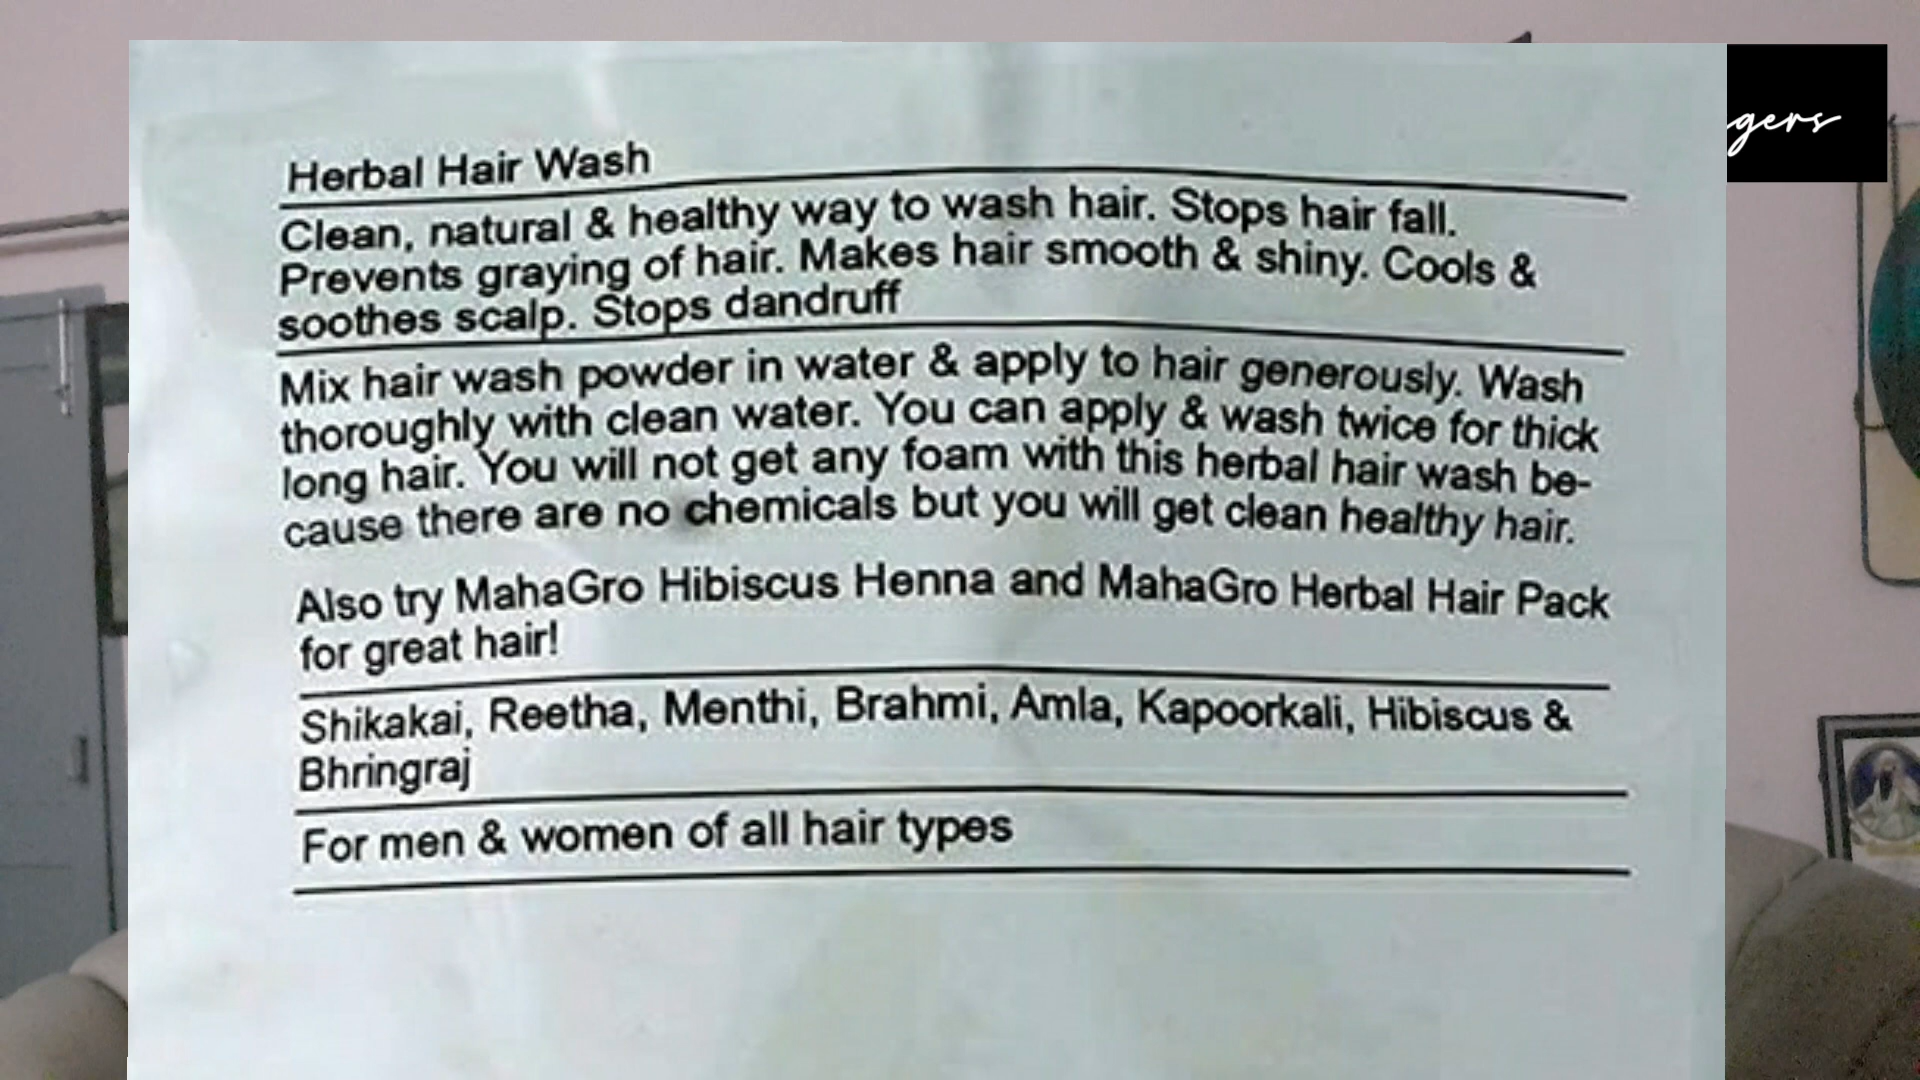 gers
Herbal Hair Wash
Clean, natural & healthy way to wash hair. Stops hair fall.
Prevents graying of hair. Makes hair smooth & shiny. Cools &
soothes scalp. Stops dandruff
Mix hair wash powder in water & apply to hair generously. Wash
thoroughly with clean water. You can apply & wash twice for thick
long hair. You will not get any foam with this herbal hair wash be-
cause there are no chemicals but you will get clean healthy hair.
Also try MahaGro Hibiscus Henna and MahaGro Herbal Hair Pack
for great hair!
Shikakai, Reetha, Menthi, Brahmi, Amla, Kapoorkali, Hibiscus &
Bhringraj
For men & women of all hair types